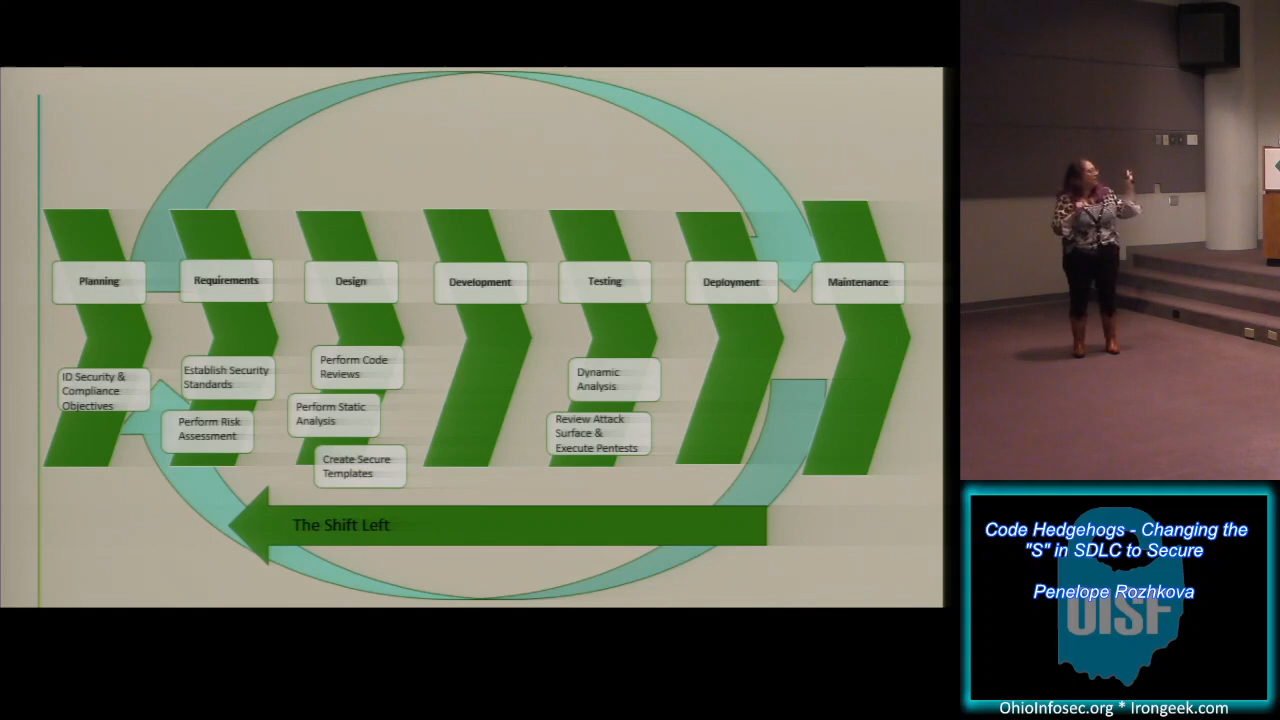 Planning
Requirements
Design
Development
Testing
Deployment
Maintenance
ID Security &
Compliance
Objectives
Establish Security
Standards
Perform Risk
Assessment
Perform Code
Reviews
Perform Static
Analysis
Create Secure
Templates
Dynamic
Analysis
Review Attack
Surface &
Execute Pentests
The Shift Left
Code Hedgehogs - Changing the
"S" in SDLC to Secure
Penelope Rozhkova
OISF
OhioInfosec.org * Irongeek.com